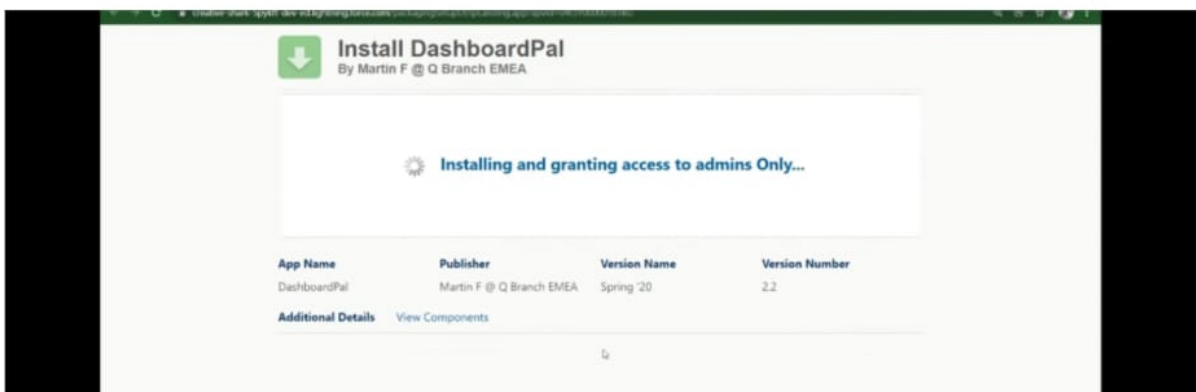 Install DashboardPal
By Martin F @ Q Branch EMEA
Installing and granting access to admins Only...
App Name Publisher Version Name Version Number
DashboardPal Martin F @ Q Branch EMEA Spring '20 2.2
Additional Details View Components